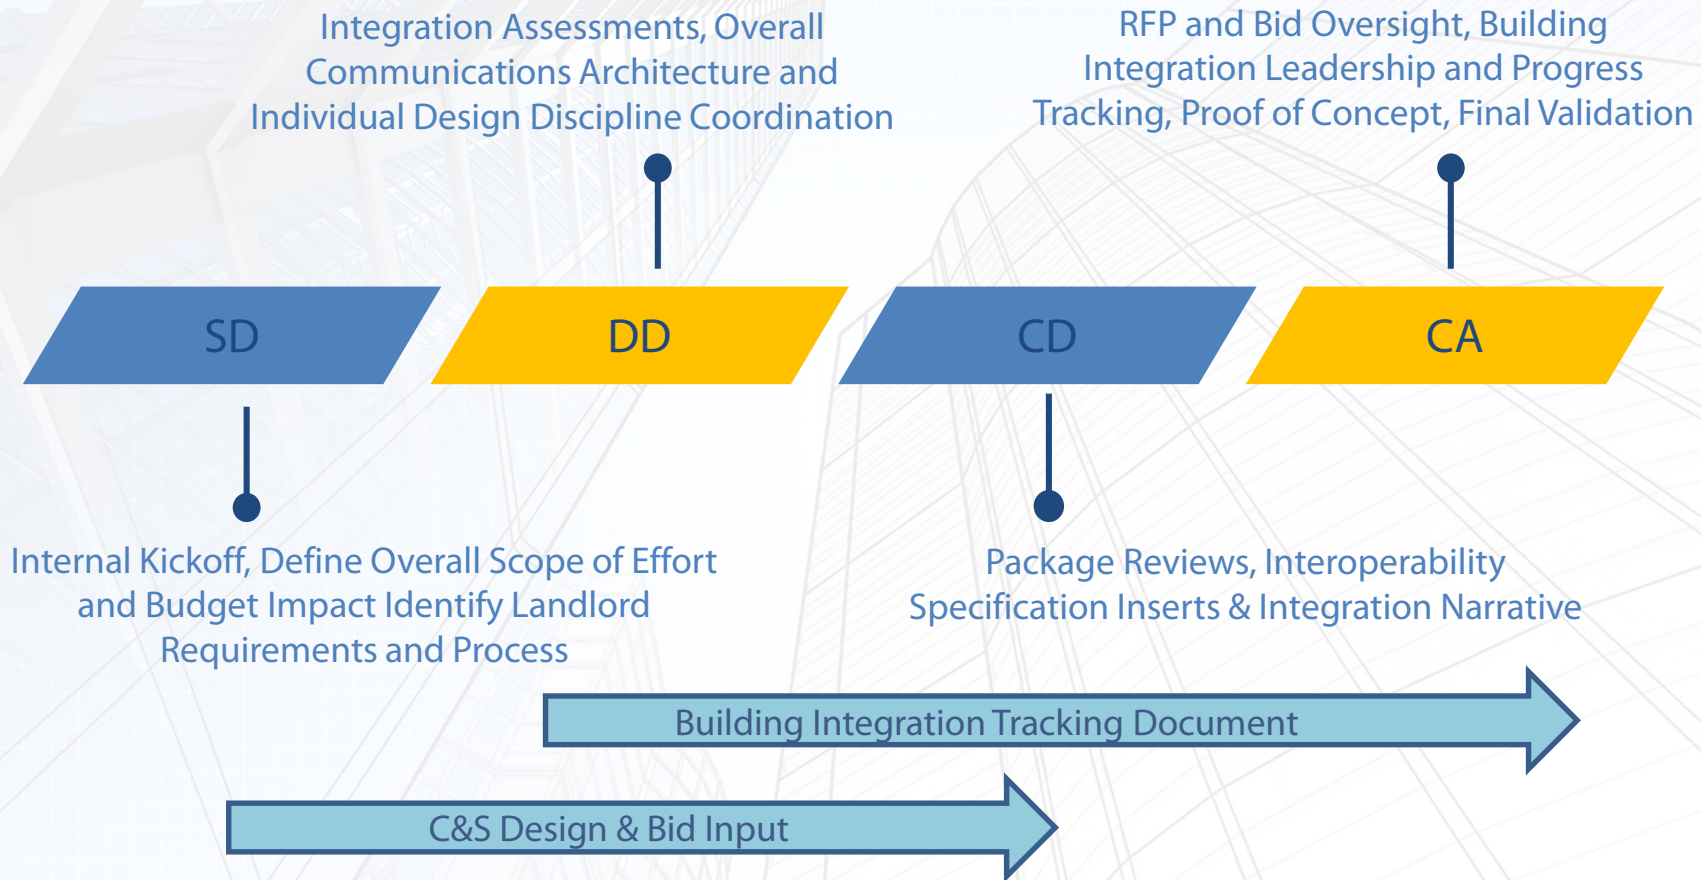 Integration Assessments, Overall
Communications Architecture and
Individual Design Discipline Coordination
RFP and Bid Oversight, Building
Integration Leadership and Progress
Tracking, Proof of Concept, Final Validation
SD
DD
CD
CA
Internal Kickoff, Define Overall Scope of Effort
and Budget Impact Identify Landlord
Requirements and Process
Package Reviews, Interoperability
Specification Inserts & Integration Narrative
Building Integration Tracking Document
C&S Design & Bid Input